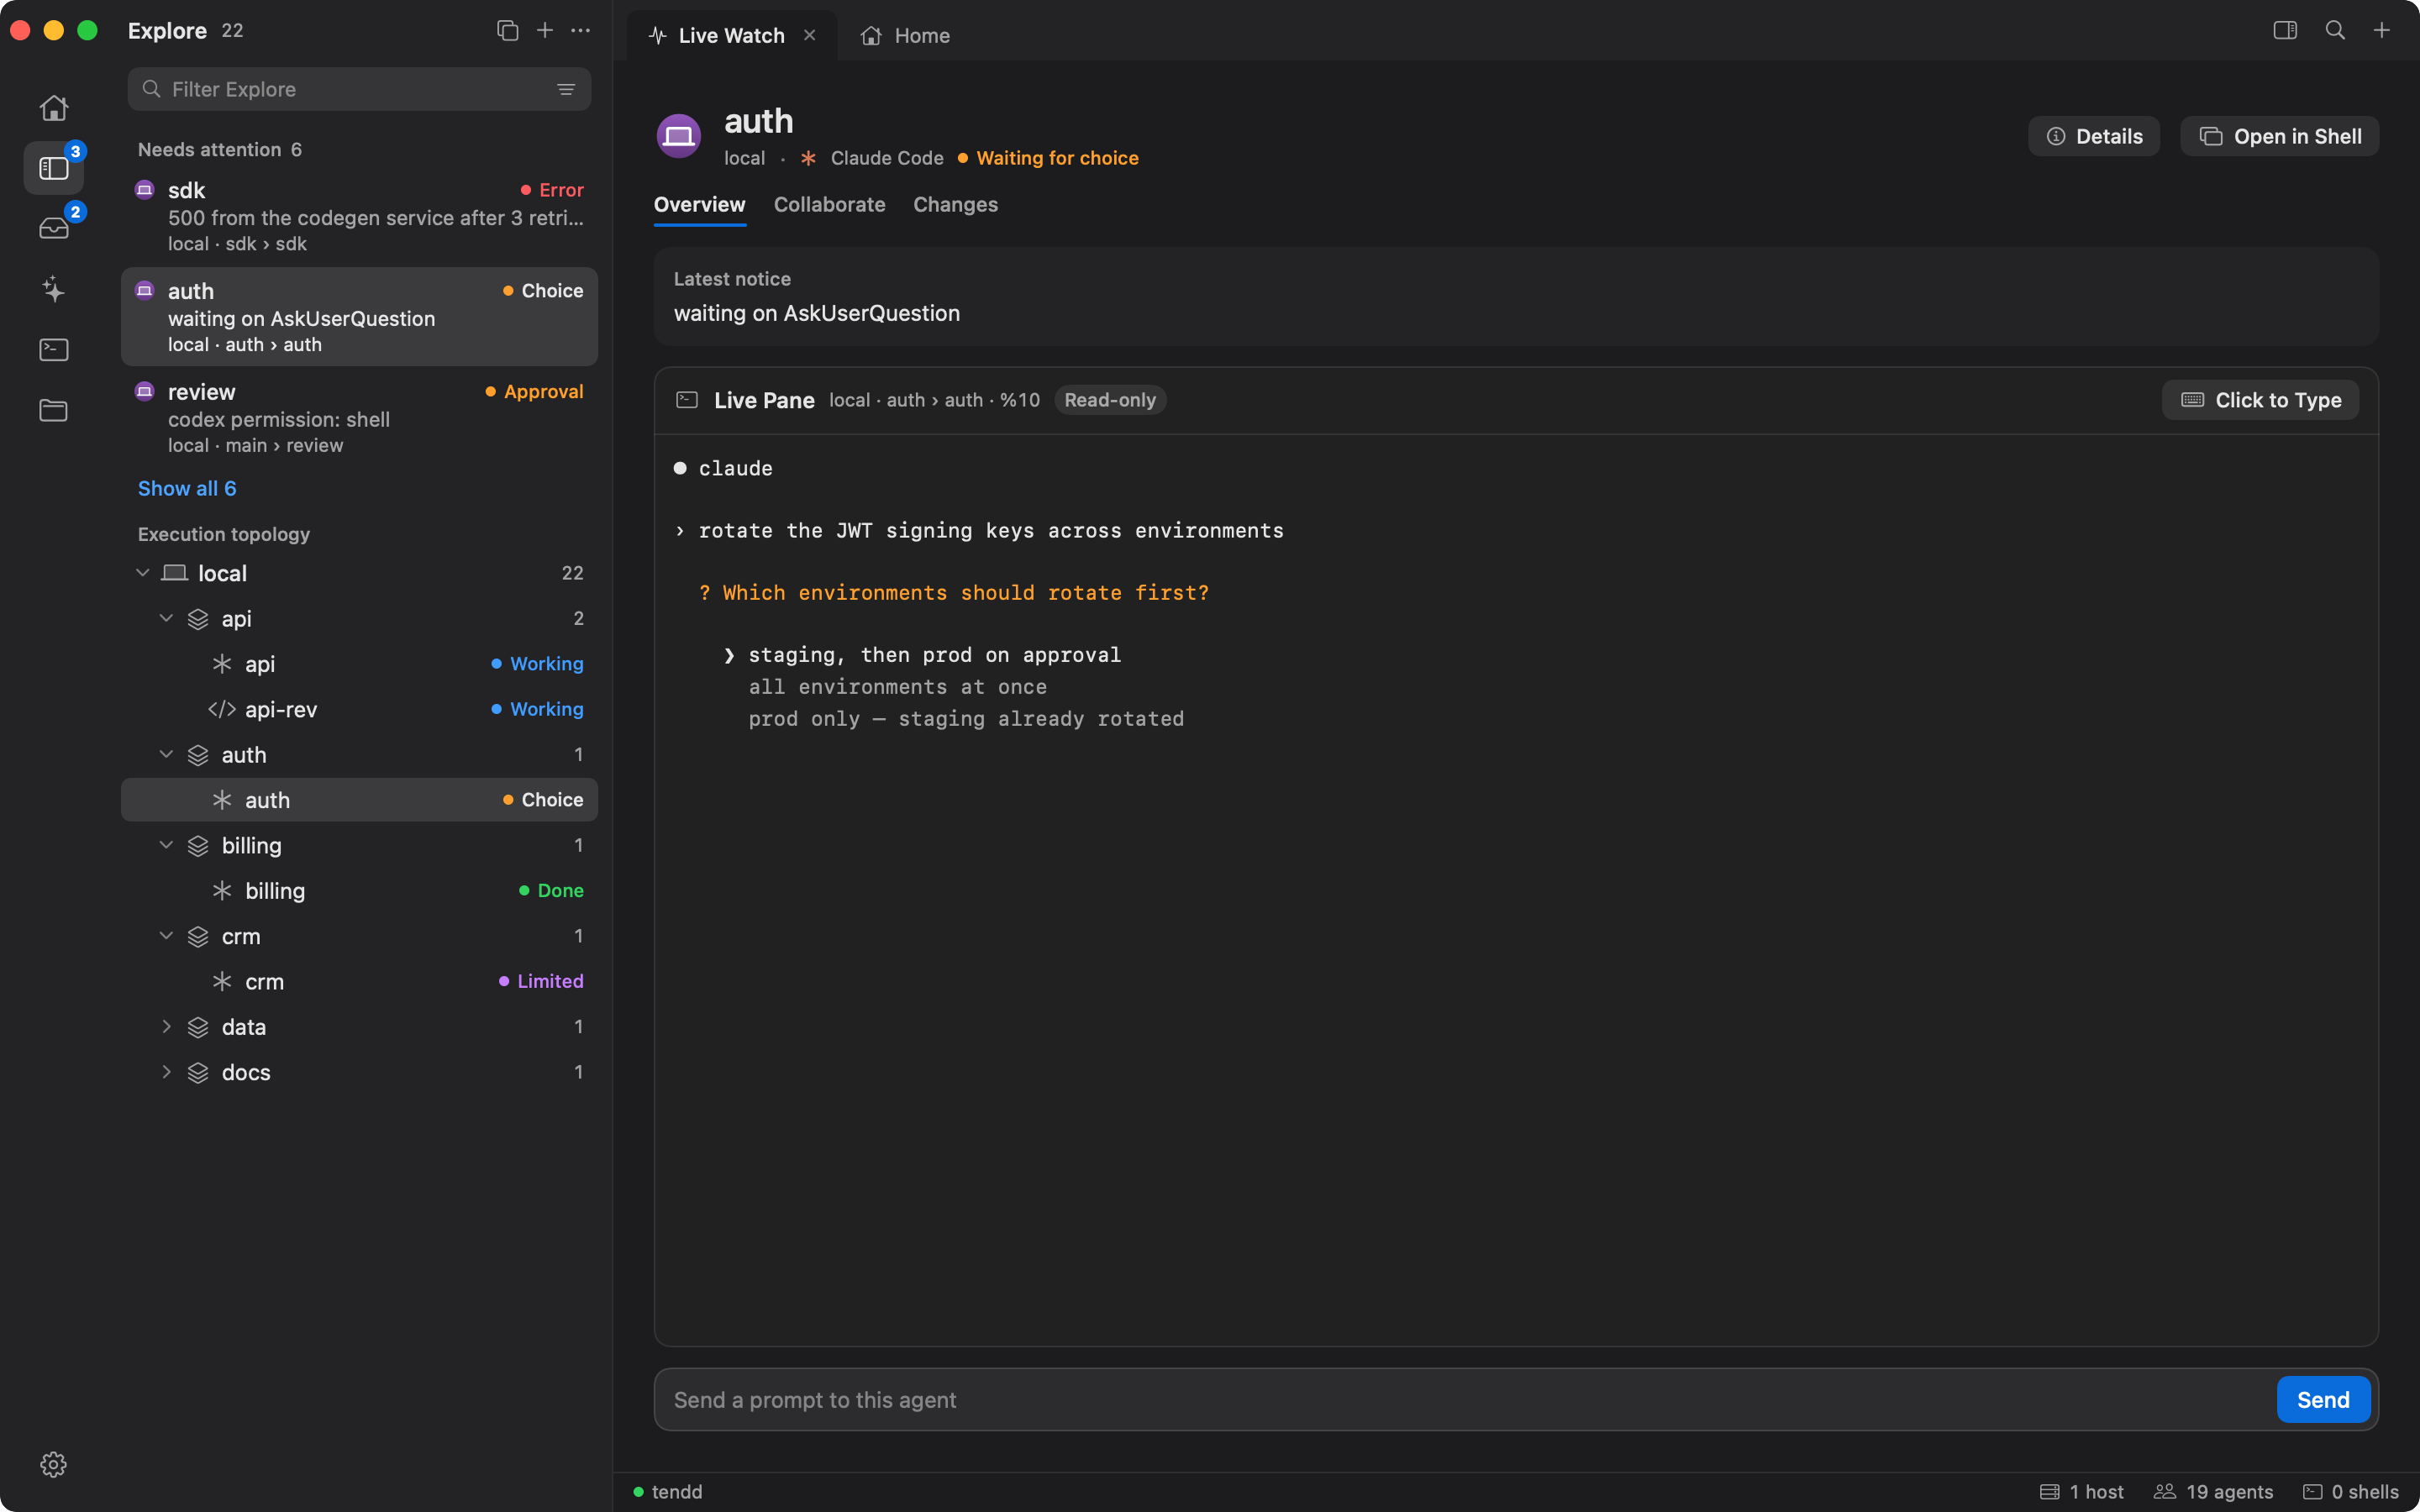 Explore 22
Filter Explore
Needs attention 6
sdk Error
500 from the codegen service after 3 retri...
local · sdk › sdk
auth Choice
waiting on AskUserQuestion
local · auth › auth
review Approval
codex permission: shell
local · main › review
Show all 6
Execution topology
local 22
api 2
api Working
</> api-rev Working
auth 1
auth Choice
billing 1
billing Done
crm 1
crm Limited
data 1
docs 1
3
2
Live Watch Home
auth
local · Claude Code Waiting for choice
Details Open in Shell
Overview Collaborate Changes
Latest notice
waiting on AskUserQuestion
Live Pane local · auth › auth · %10 Read-only Click to Type
● claude
› rotate the JWT signing keys across environments
? Which environments should rotate first?
❯ staging, then prod on approval
all environments at once
prod only — staging already rotated
Send a prompt to this agent Send
tendd 1 host 19 agents 0 shells